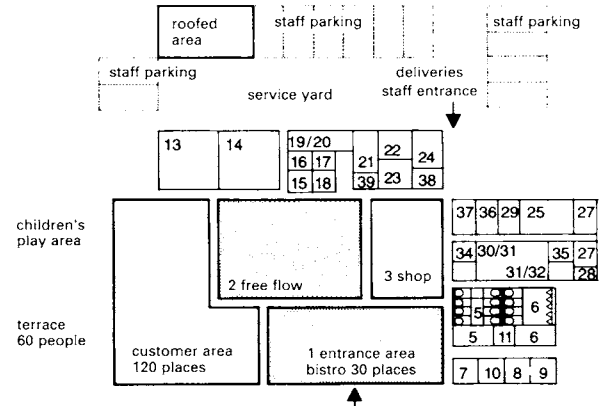 roofed
area
staff parking
staff parking
staff parking
service yard
deliveries
staff entrance
13
14
19/20
16
17
15
18
21
39
22
23
24
38
children's
play area
2 free flow
3 shop
37
36
29
25
27
34
30/31
31/32
35
27
28
terrace
60 people
customer area
120 places
1 entrance area
bistro 30 places
5
6
5
11
6
7
10
8
9